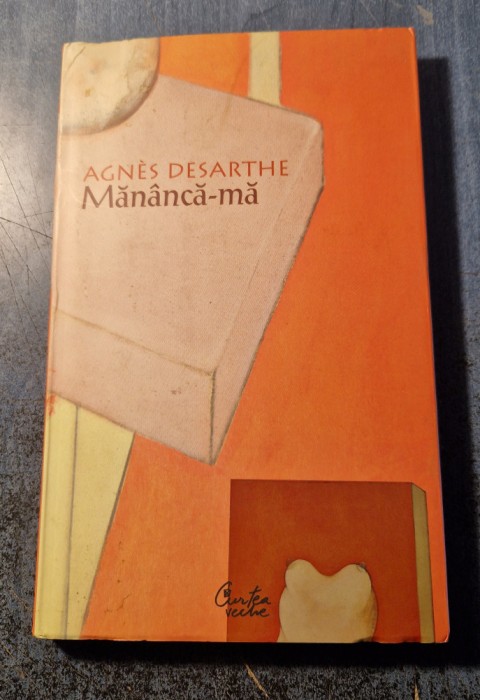 AGNÈS DESARTHE
Mănâncă-mă
Curtea
veche